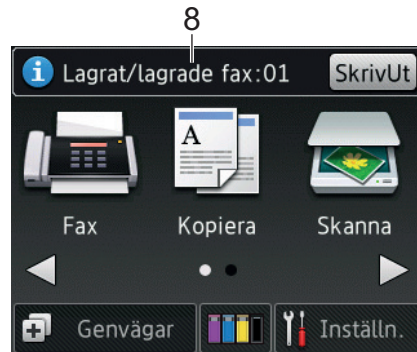 8
Lagrat/lagrade fax:01 SkrivUt
A
Fax Kopiera Skanna
Genvägar Inställn.